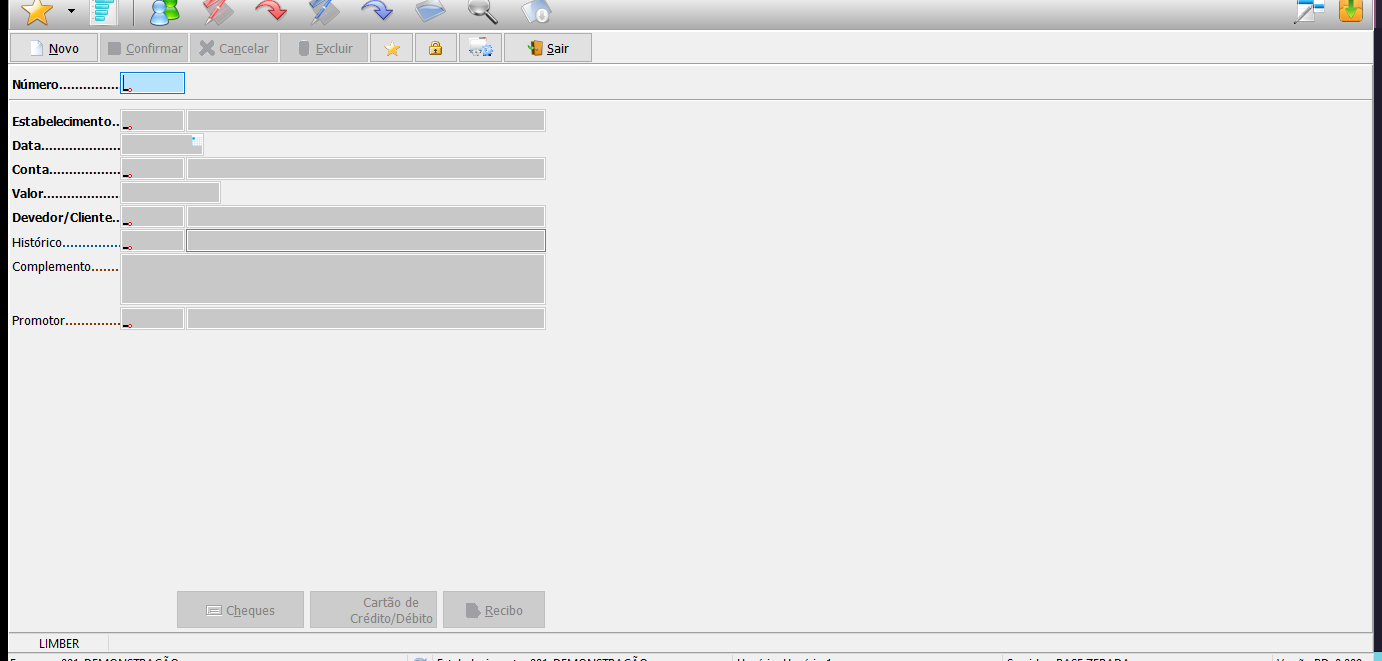 Novo Confirmar Cancelar Excluir Sair
Número...............
Estabelecimento..
Data....................
Conta..................
Valor...................
Devedor/Cliente..
Histórico...............
Complemento.......
Promotor..............
Cheques Cartão de Crédito/Débito Recibo
LIMBER